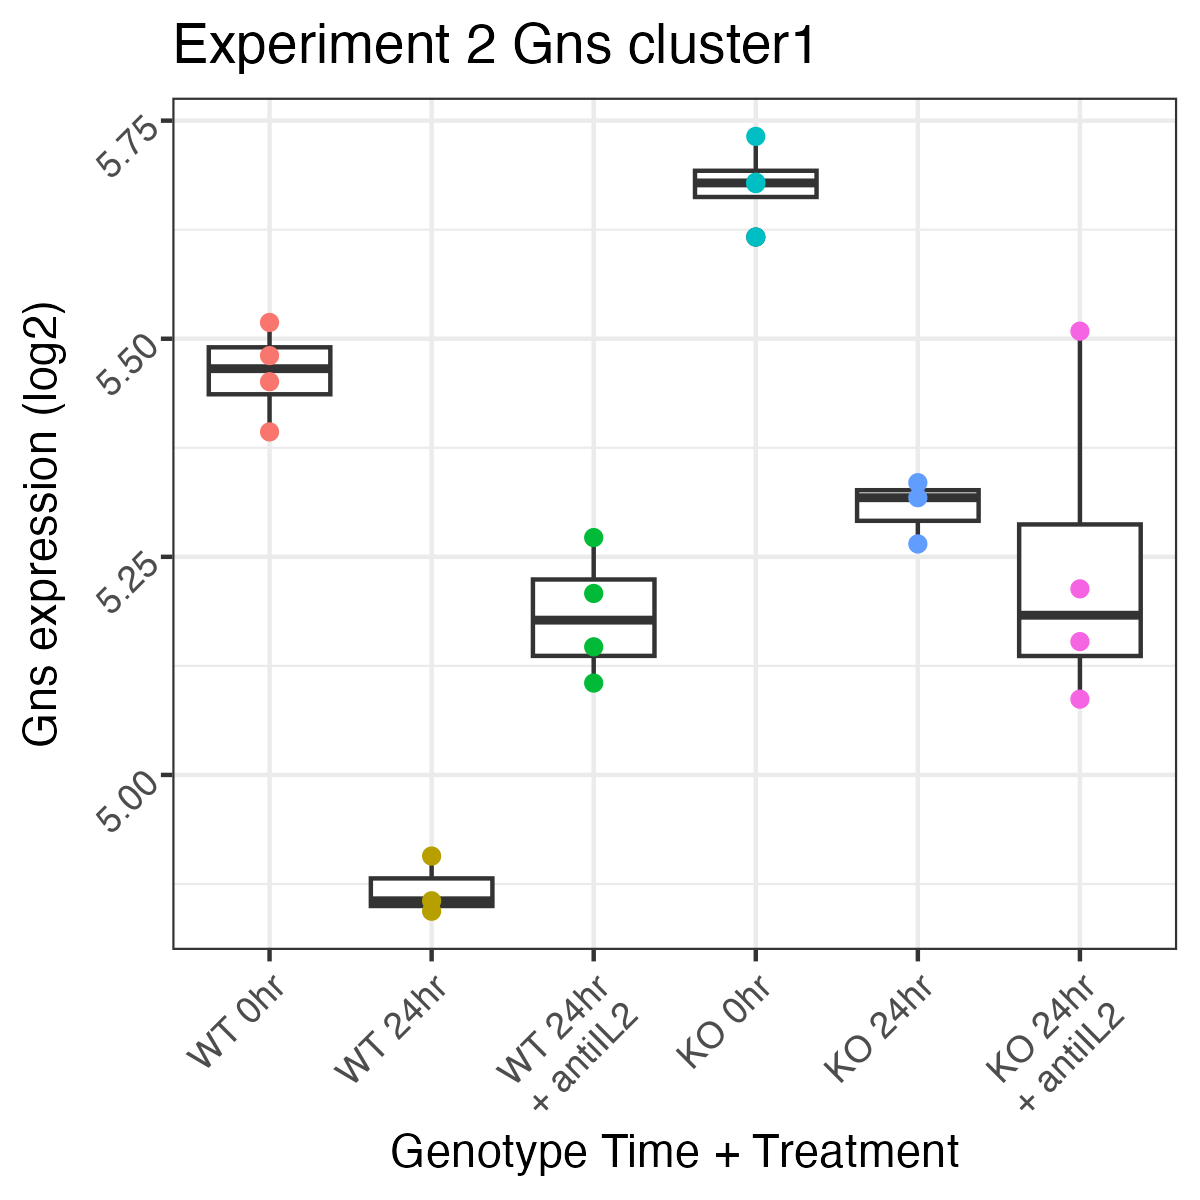 Experiment 2 Gns cluster1
Gns expression (log2)
5.75
5.50
5.25
5.00
WT 0hr
WT 24hr
WT 24hr
+ antiIL2
KO 0hr
KO 24hr
KO 24hr
+ antiIL2
Genotype Time + Treatment